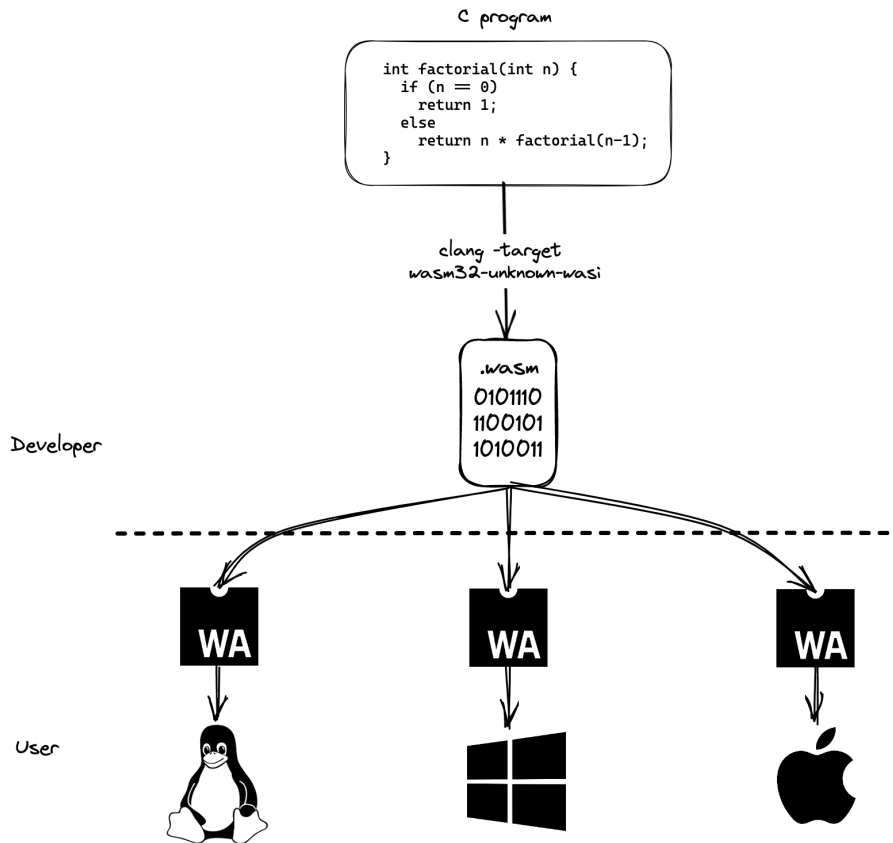 C program
int factorial(int n) {
if (n == 0)
return 1;
else
return n * factorial(n-1);
}
clang -target
wasm32-unknown-wasi
.wasm
0101110
1100101
1010011
Developer
WA
WA
WA
User